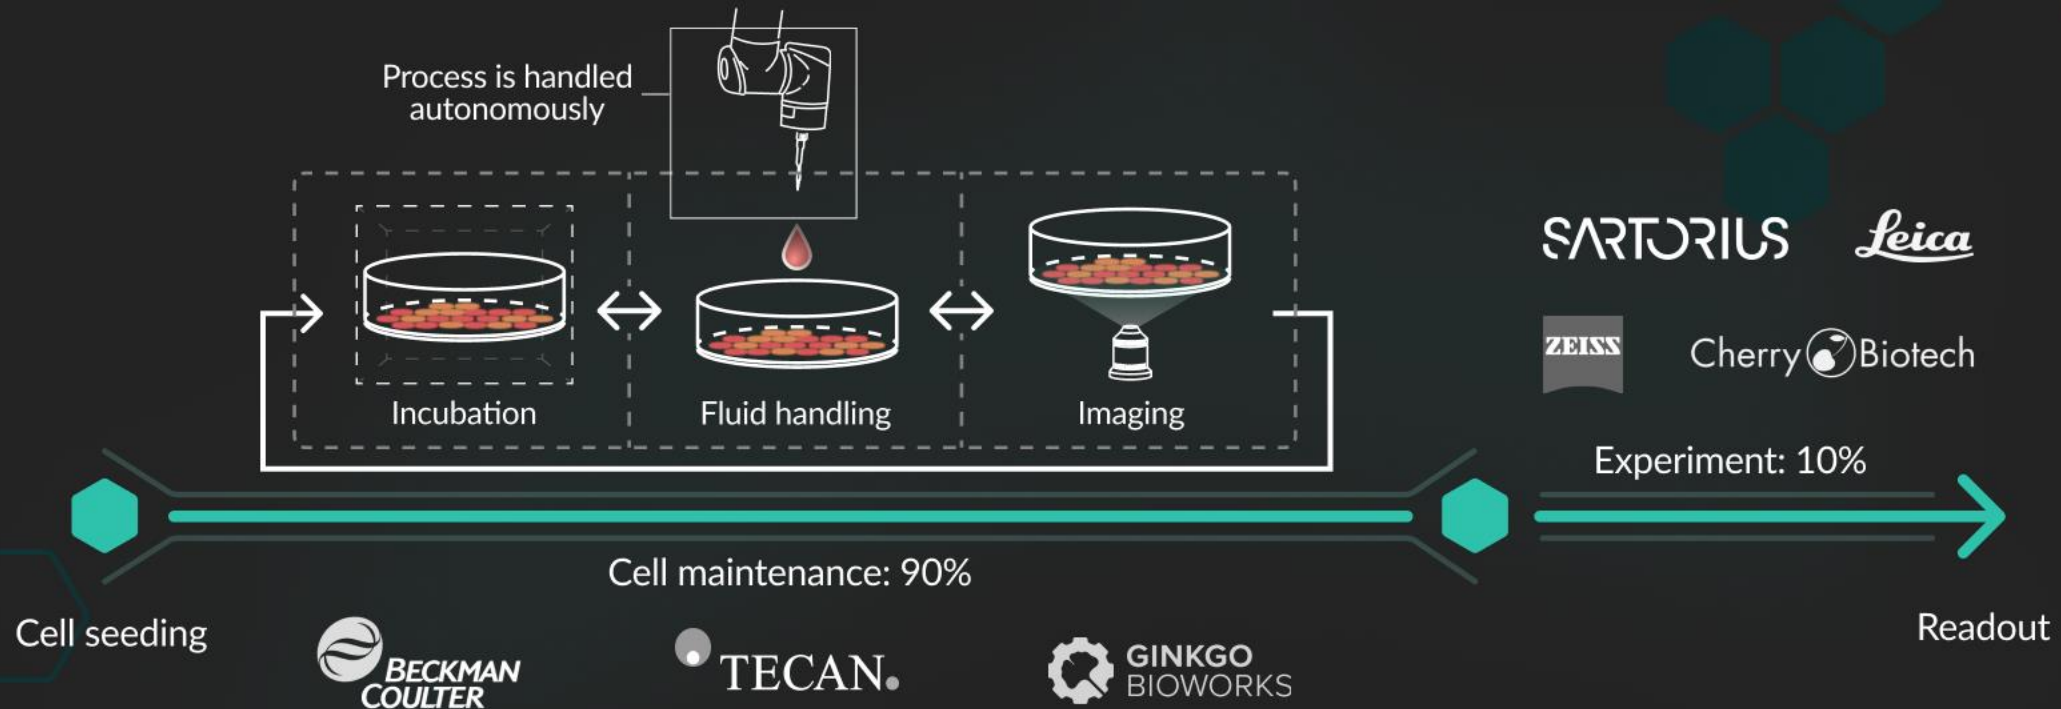 Process is handled
autonomously
Incubation
Fluid handling
Imaging
SARTORIUS
Leica
ZEISS
Cherry Biotech
Experiment: 10%
Cell maintenance: 90%
Cell seeding
Readout
BECKMAN
COULTER
TECAN.
GINKGO
BIOWORKS